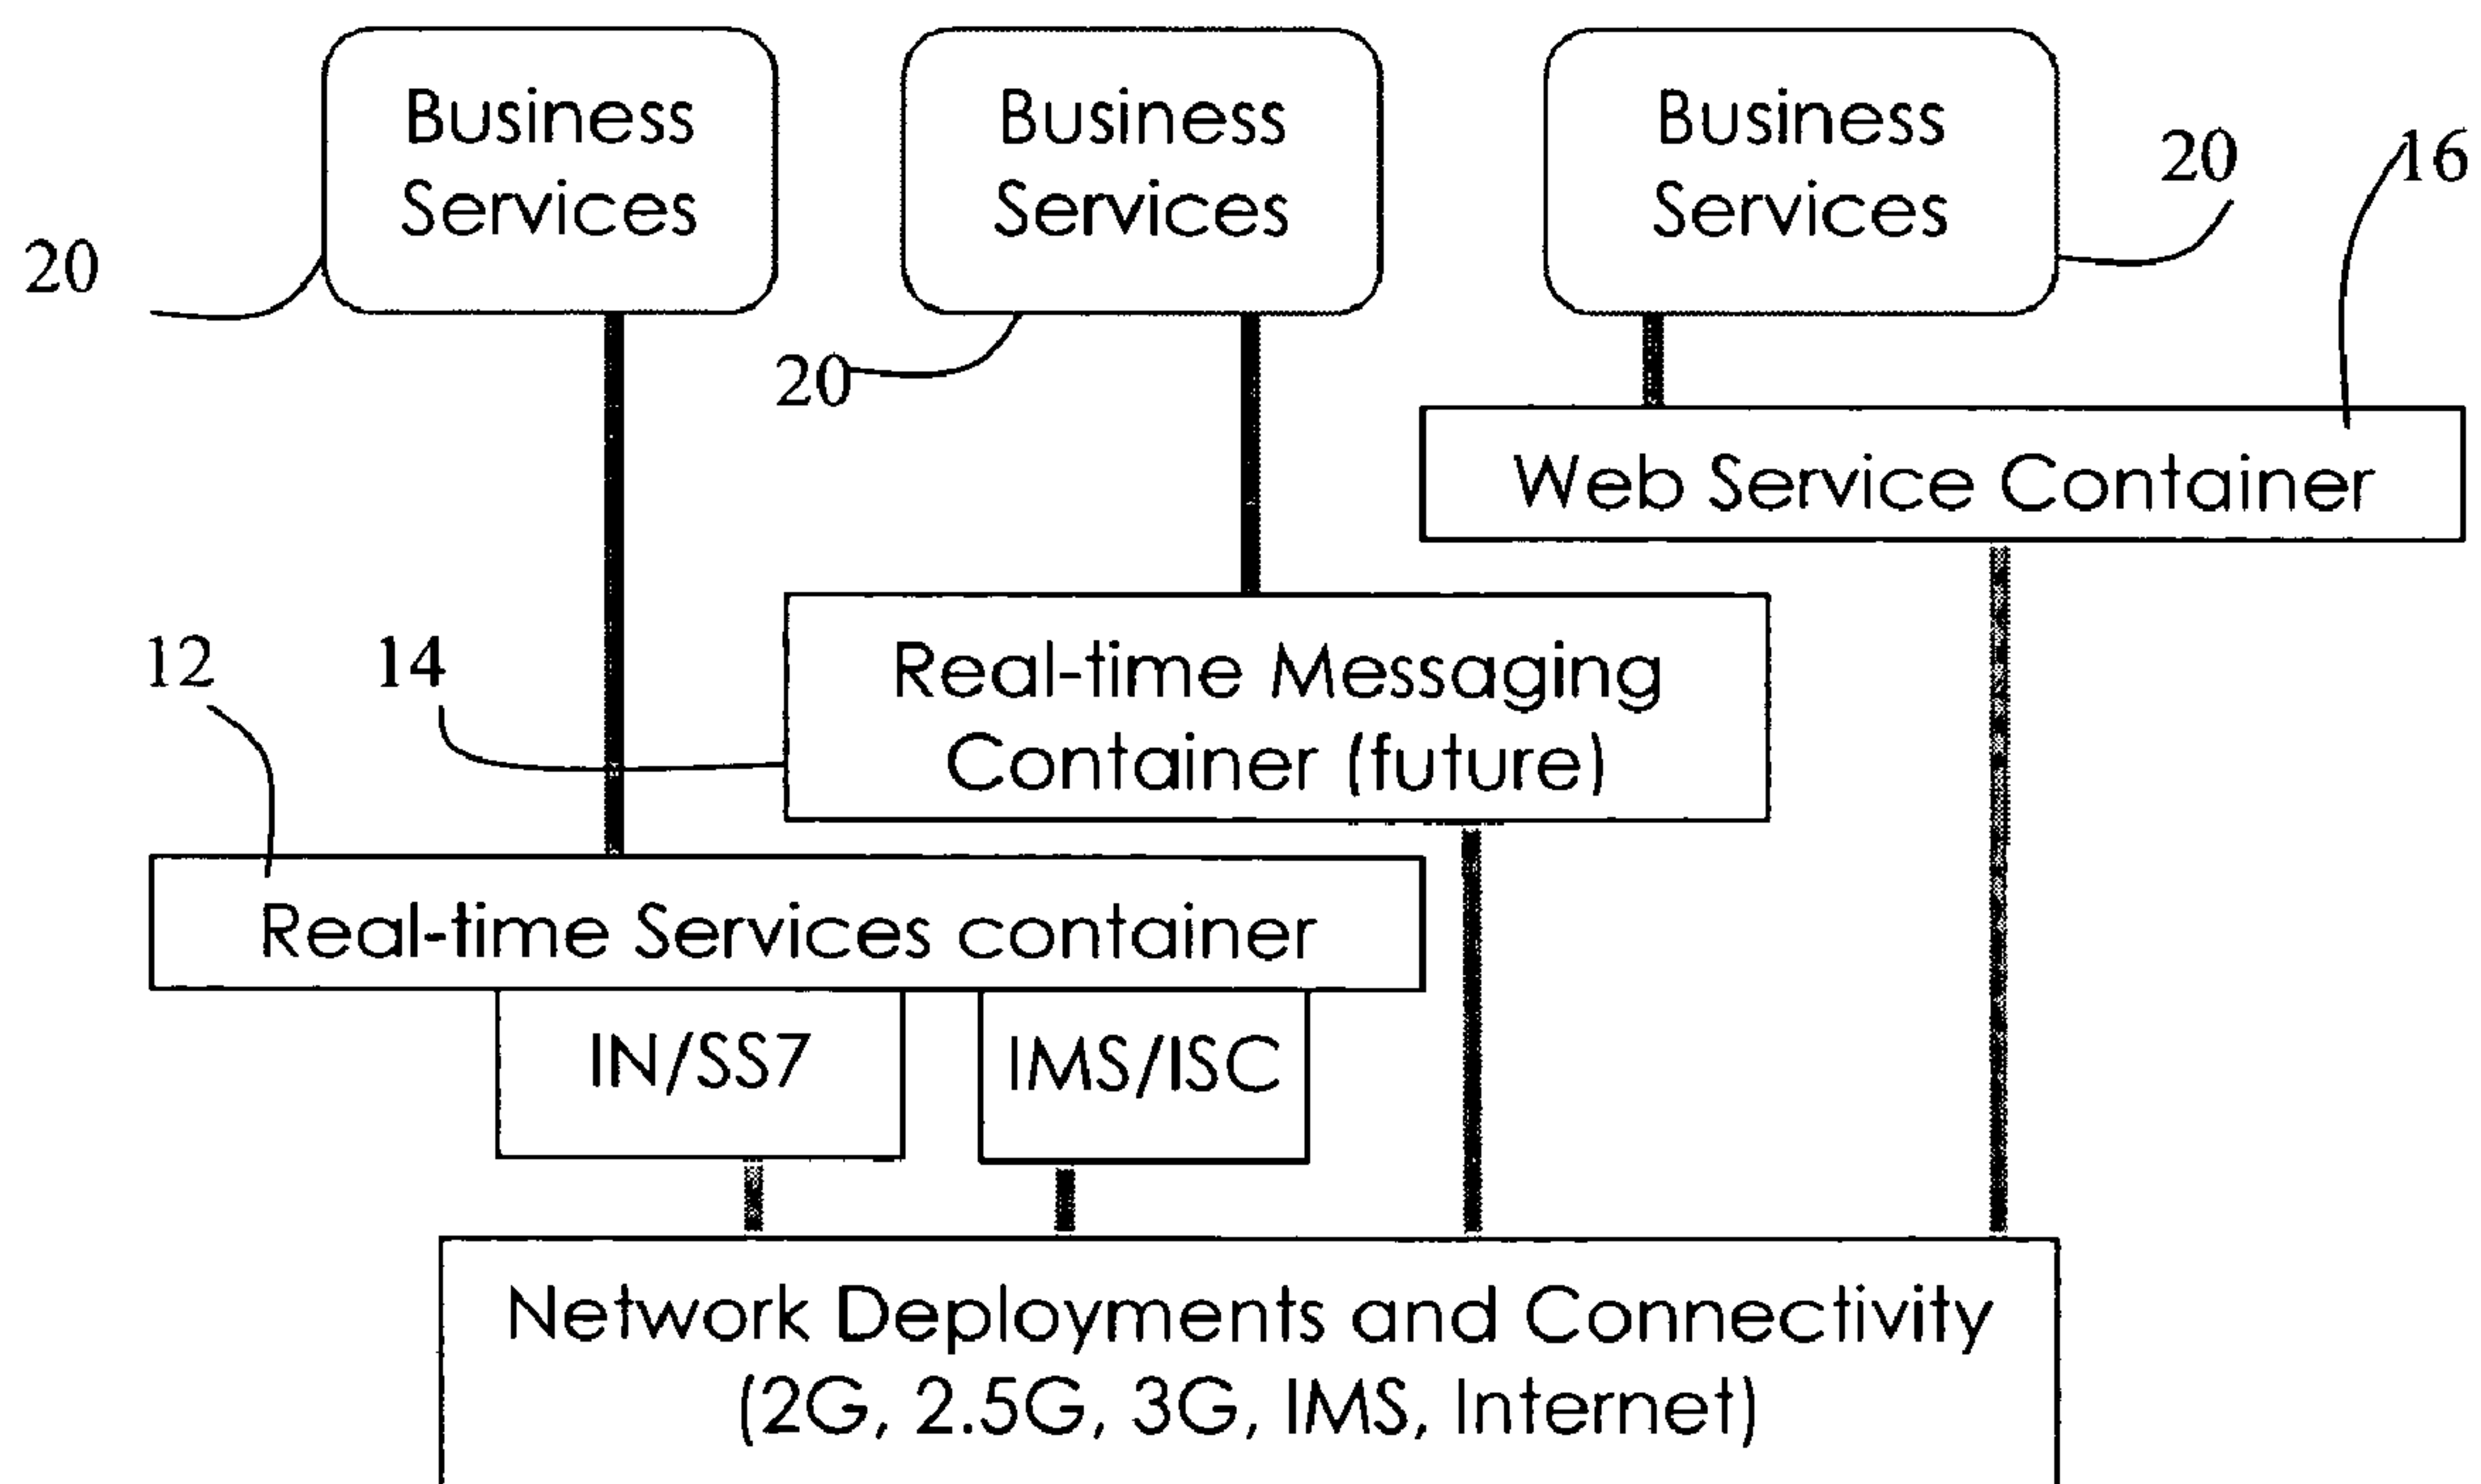 Business
Services
Business
Services
Business
Services
20
16
20
20
Web Service Container
12
14
Real-time Messaging
Container (future)
Real-time Services container
IN/SS7
IMS/ISC
Network Deployments and Connectivity
(2G, 2.5G, 3G, IMS, Internet)